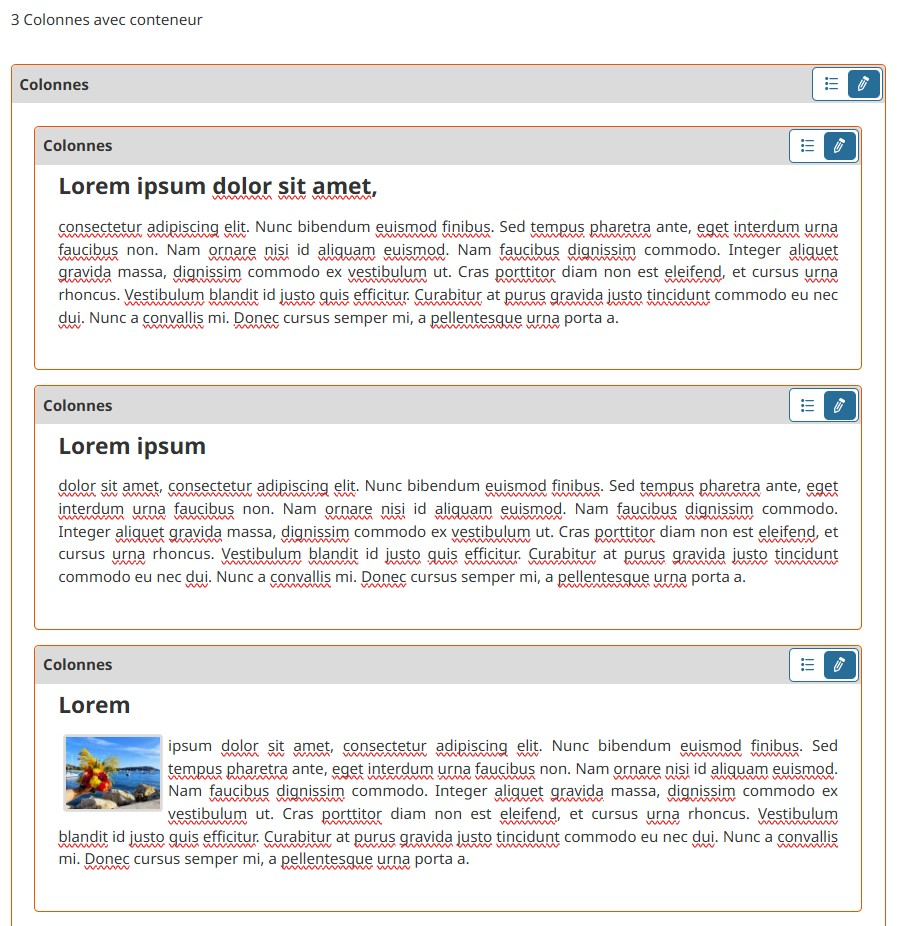 3 Colonnes avec conteneur
Colonnes
Colonnes
Lorem ipsum dolor sit amet,
consectetur adipiscing elit. Nunc bibendum euismod finibus. Sed tempus pharetra ante, eget interdum urna
faucibus non. Nam ornare nisi id aliquam euismod. Nam faucibus dignissim commodo. Integer aliquet
gravida massa, dignissim commodo ex vestibulum ut. Cras porttitor diam non est eleifend, et cursus urna
rhoncus. Vestibulum blandit id justo quis efficitur. Curabitur at purus gravida justo tincidunt commodo eu nec
dui. Nunc a convallis mi. Donec cursus semper mi, a pellentesque urna porta a.
Colonnes
Lorem ipsum
dolor sit amet, consectetur adipiscing elit. Nunc bibendum euismod finibus. Sed tempus pharetra ante, eget
interdum urna faucibus non. Nam ornare nisi id aliquam euismod. Nam faucibus dignissim commodo.
Integer aliquet gravida massa, dignissim commodo ex vestibulum ut. Cras porttitor diam non est eleifend, et
cursus urna rhoncus. Vestibulum blandit id justo quis efficitur. Curabitur at purus gravida justo tincidunt
commodo eu nec dui. Nunc a convallis mi. Donec cursus semper mi, a pellentesque urna porta a.
Colonnes
Lorem
ipsum dolor sit amet, consectetur adipiscing elit. Nunc bibendum euismod finibus. Sed
tempus pharetra ante, eget interdum urna faucibus non. Nam ornare nisi id aliquam euismod.
Nam faucibus dignissim commodo. Integer aliquet gravida massa, dignissim commodo ex
vestibulum ut. Cras porttitor diam non est eleifend, et cursus urna rhoncus. Vestibulum
blandit id justo quis efficitur. Curabitur at purus gravida justo tincidunt commodo eu nec dui. Nunc a convallis
mi. Donec cursus semper mi, a pellentesque urna porta a.